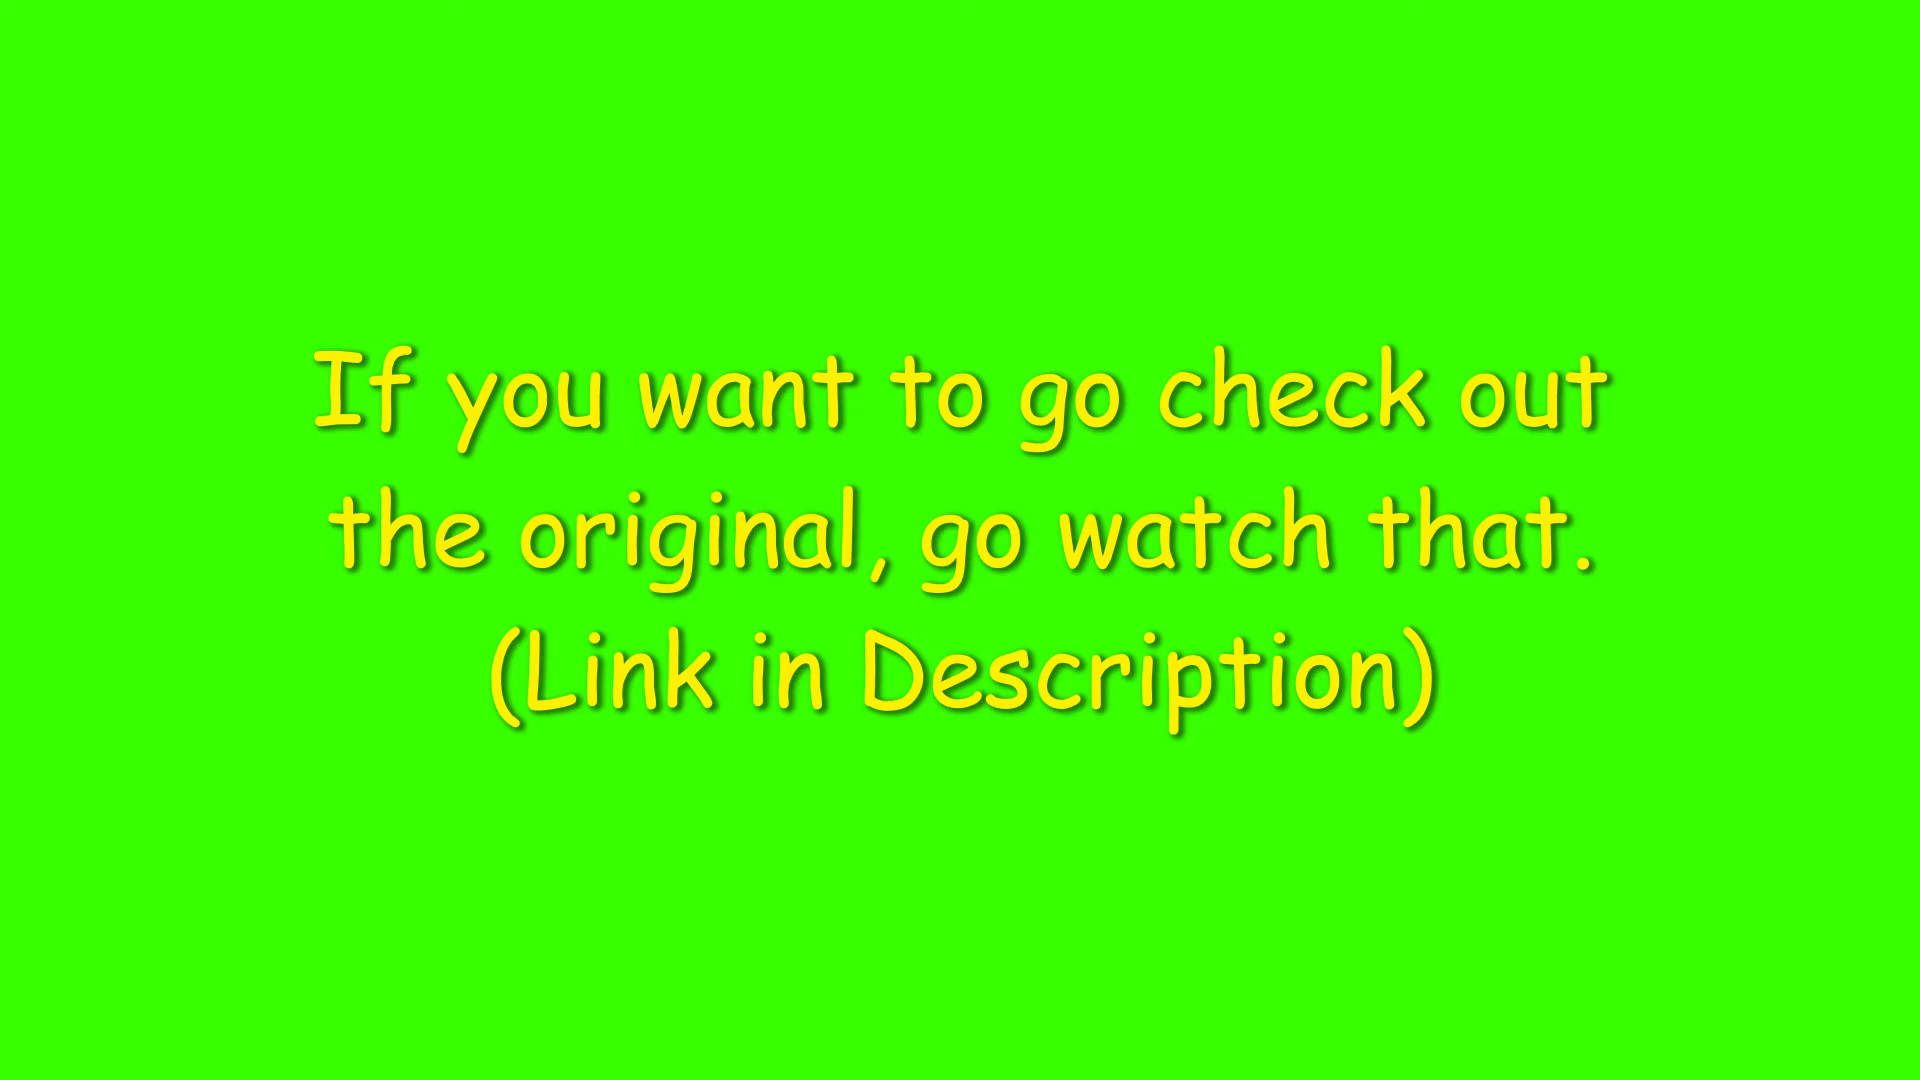 If you want to go check out
the original, go watch that.
(Link in Description)